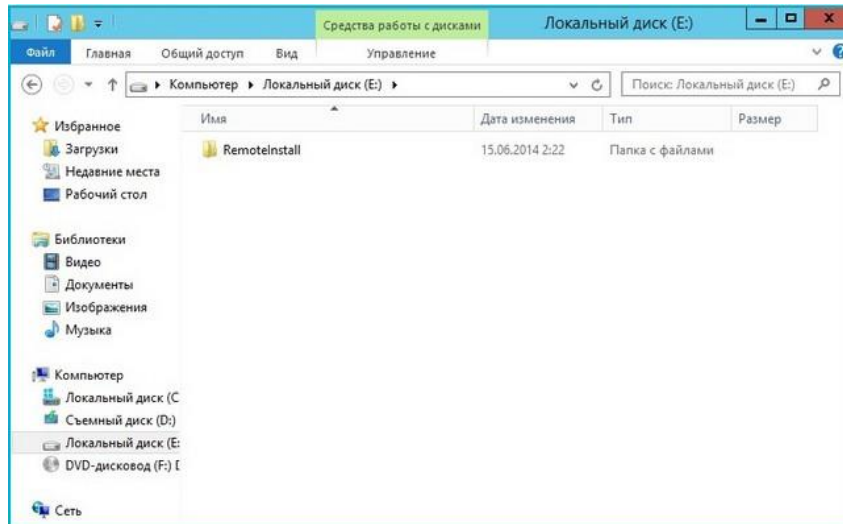 Средства работы с дисками Локальный диск (E:)
Файл Главная Общий доступ Вид Управление
Компьютер Локальный диск (E:) Поиск: Локальный диск (E:)
Имя Дата изменения Тип Размер
RemoteInstall 15.06.2014 2:22 Папка с файлами
Избранное
Загрузки
Недавние места
Рабочий стол
Библиотеки
Видео
Документы
Изображения
Музыка
Компьютер
Локальный диск (C
Съемный диск (D:)
Локальный диск (E:
DVD-дисковод (F:)
Сеть